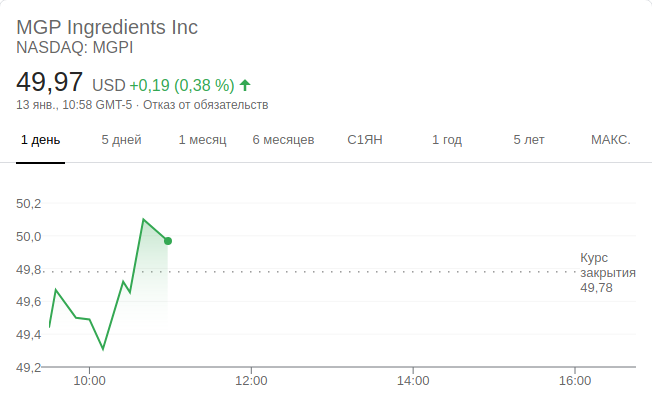 MGP Ingredients Inc
NASDAQ: MGPI
49,97 USD +0,19 (0,38 %)
13 янв., 10:58 GMT-5 · Отказ от обязательств
1 день 5 дней 1 месяц 6 месяцев С1ЯН 1 год 5 лет МАКС.
50,2
50,0
49,8
49,6
49,4
49,2
Курс
закрытия
49,78
10:00 12:00 14:00 16:00